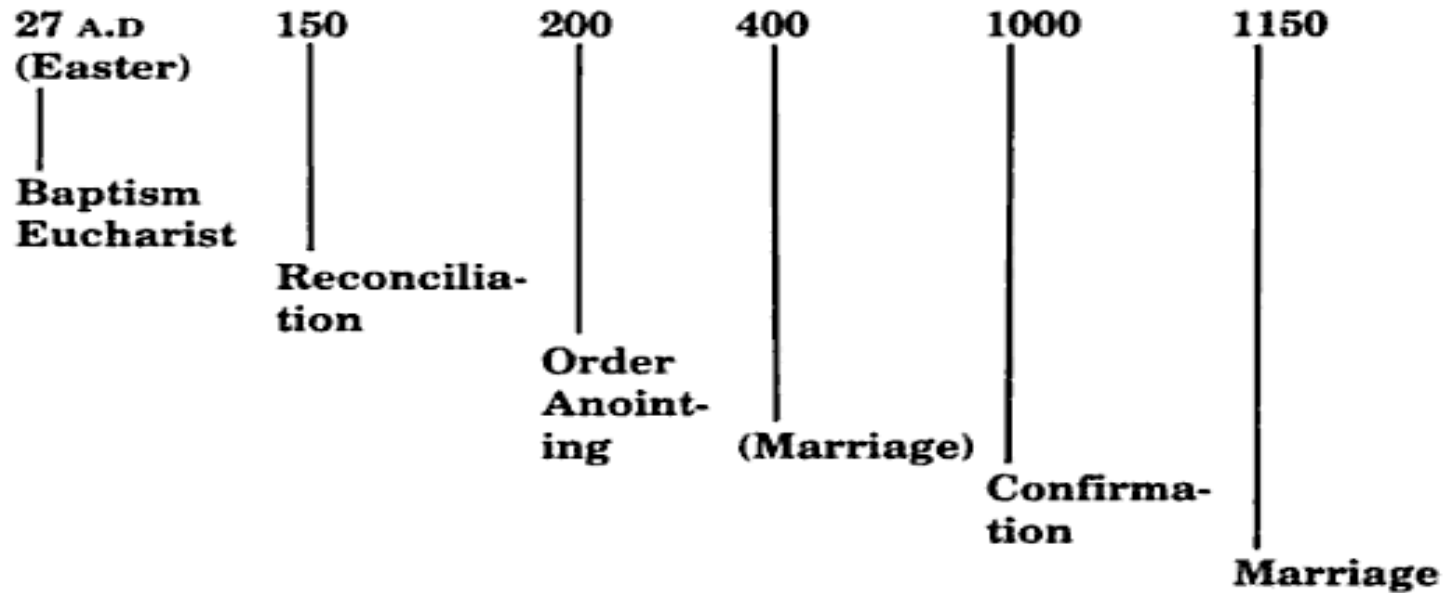 27 A.D 150 200 400 1000 1150
(Easter)
Baptism
Eucharist
Reconcilia-
tion
Order
Anoint-
ing
(Marriage)
Confirma-
tion
Marriage